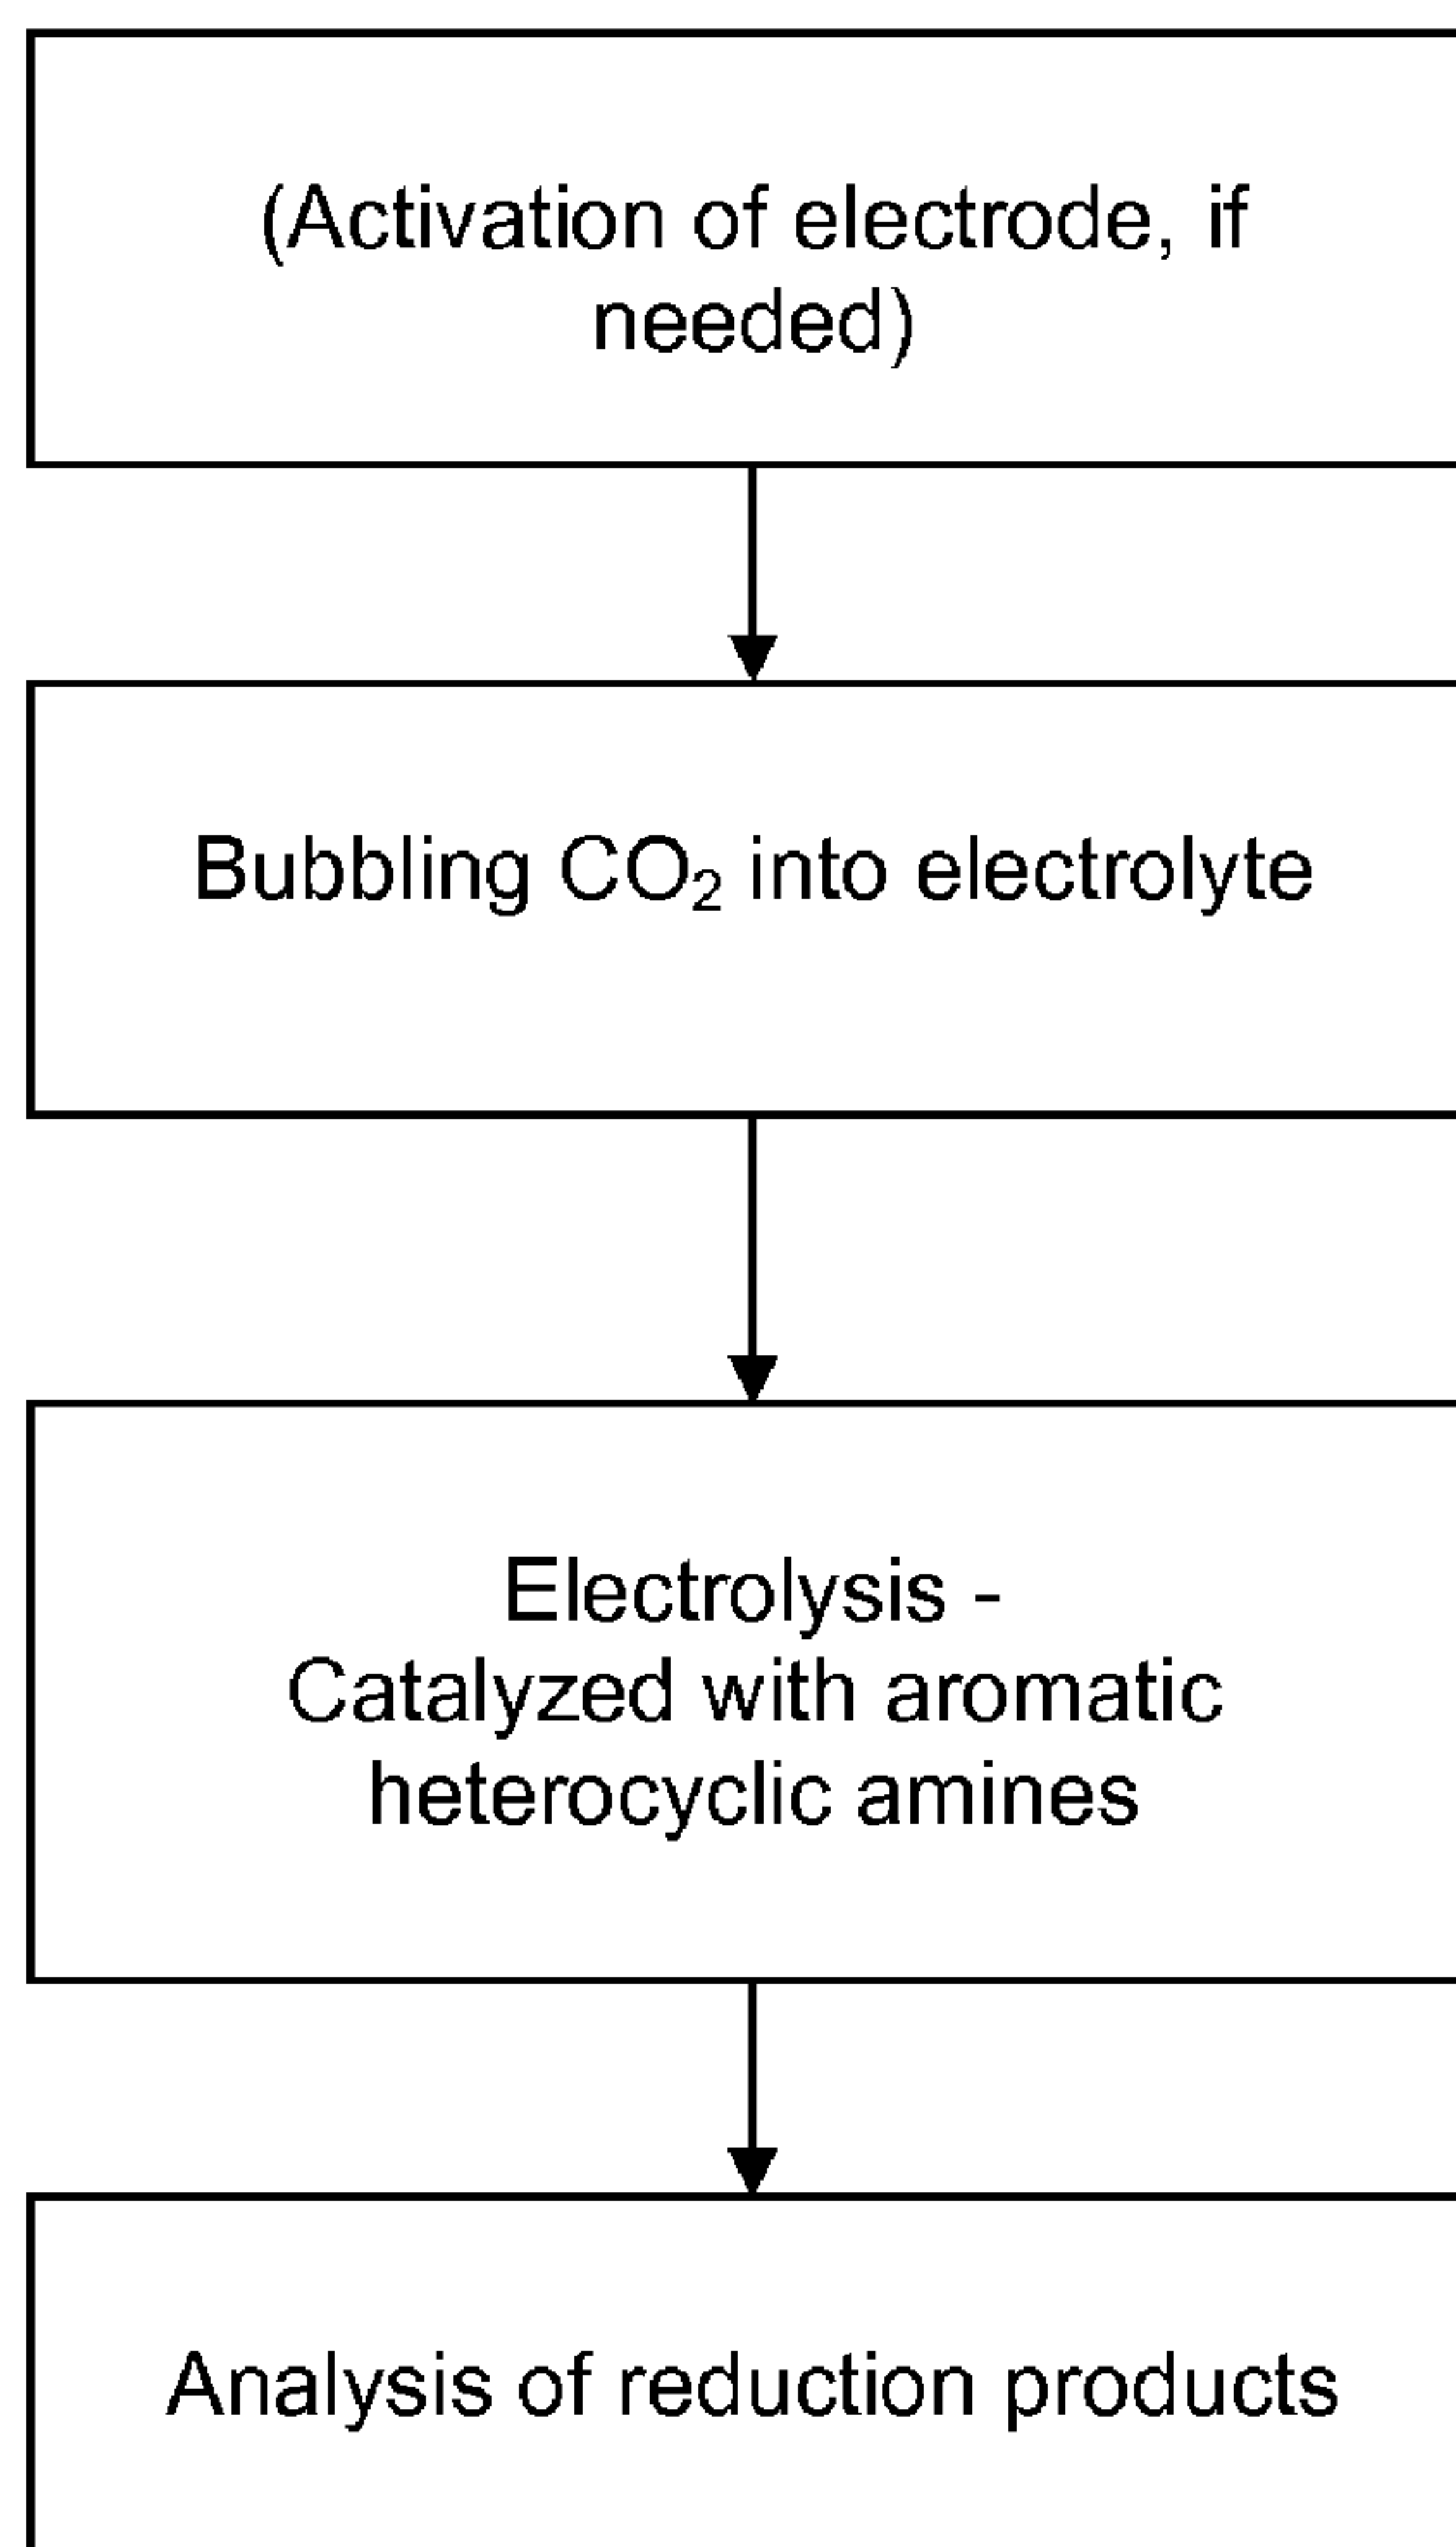 (Activation of electrode, if
needed)
Bubbling CO₂ into electrolyte
Electrolysis -
Catalyzed with aromatic
heterocyclic amines
Analysis of reduction products